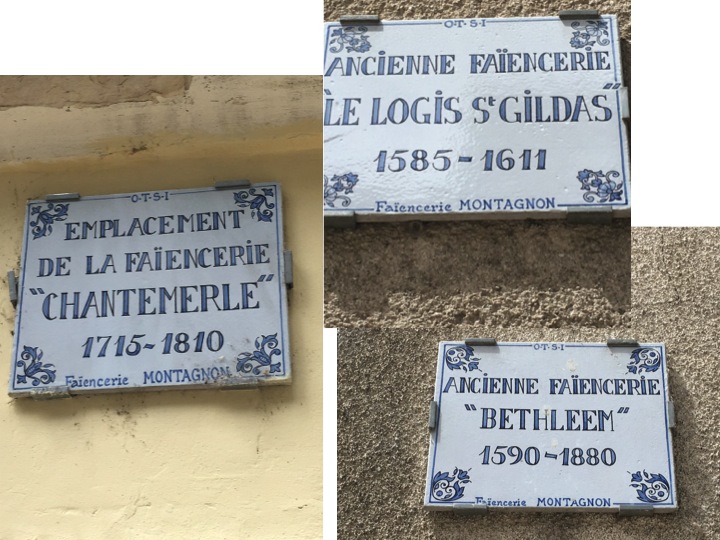 O-T-S-I
EMPLACEMENT
DE LA FAÏENCERIE
"CHANTEMERLE"
1715-1810
Faïencerie MONTAGNON
O-T-S-I
ANCIENNE FAÏENCERIE
"LE LOGIS St GILDAS"
1585-1611
Faïencerie MONTAGNON
O-T-S-I
ANCIENNE FAÏENCERIE
"BETHLEEM"
1590-1880
Faïencerie MONTAGNON